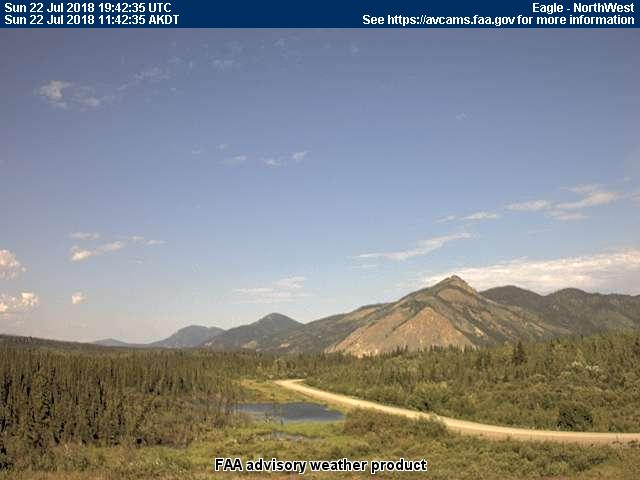 Sun 22 Jul 2018 19:42:35 UTC
Eagle - NorthWest
Sun 22 Jul 2018 11:42:35 AKDT
See https://avcams.faa.gov for more information
FAA advisory weather product